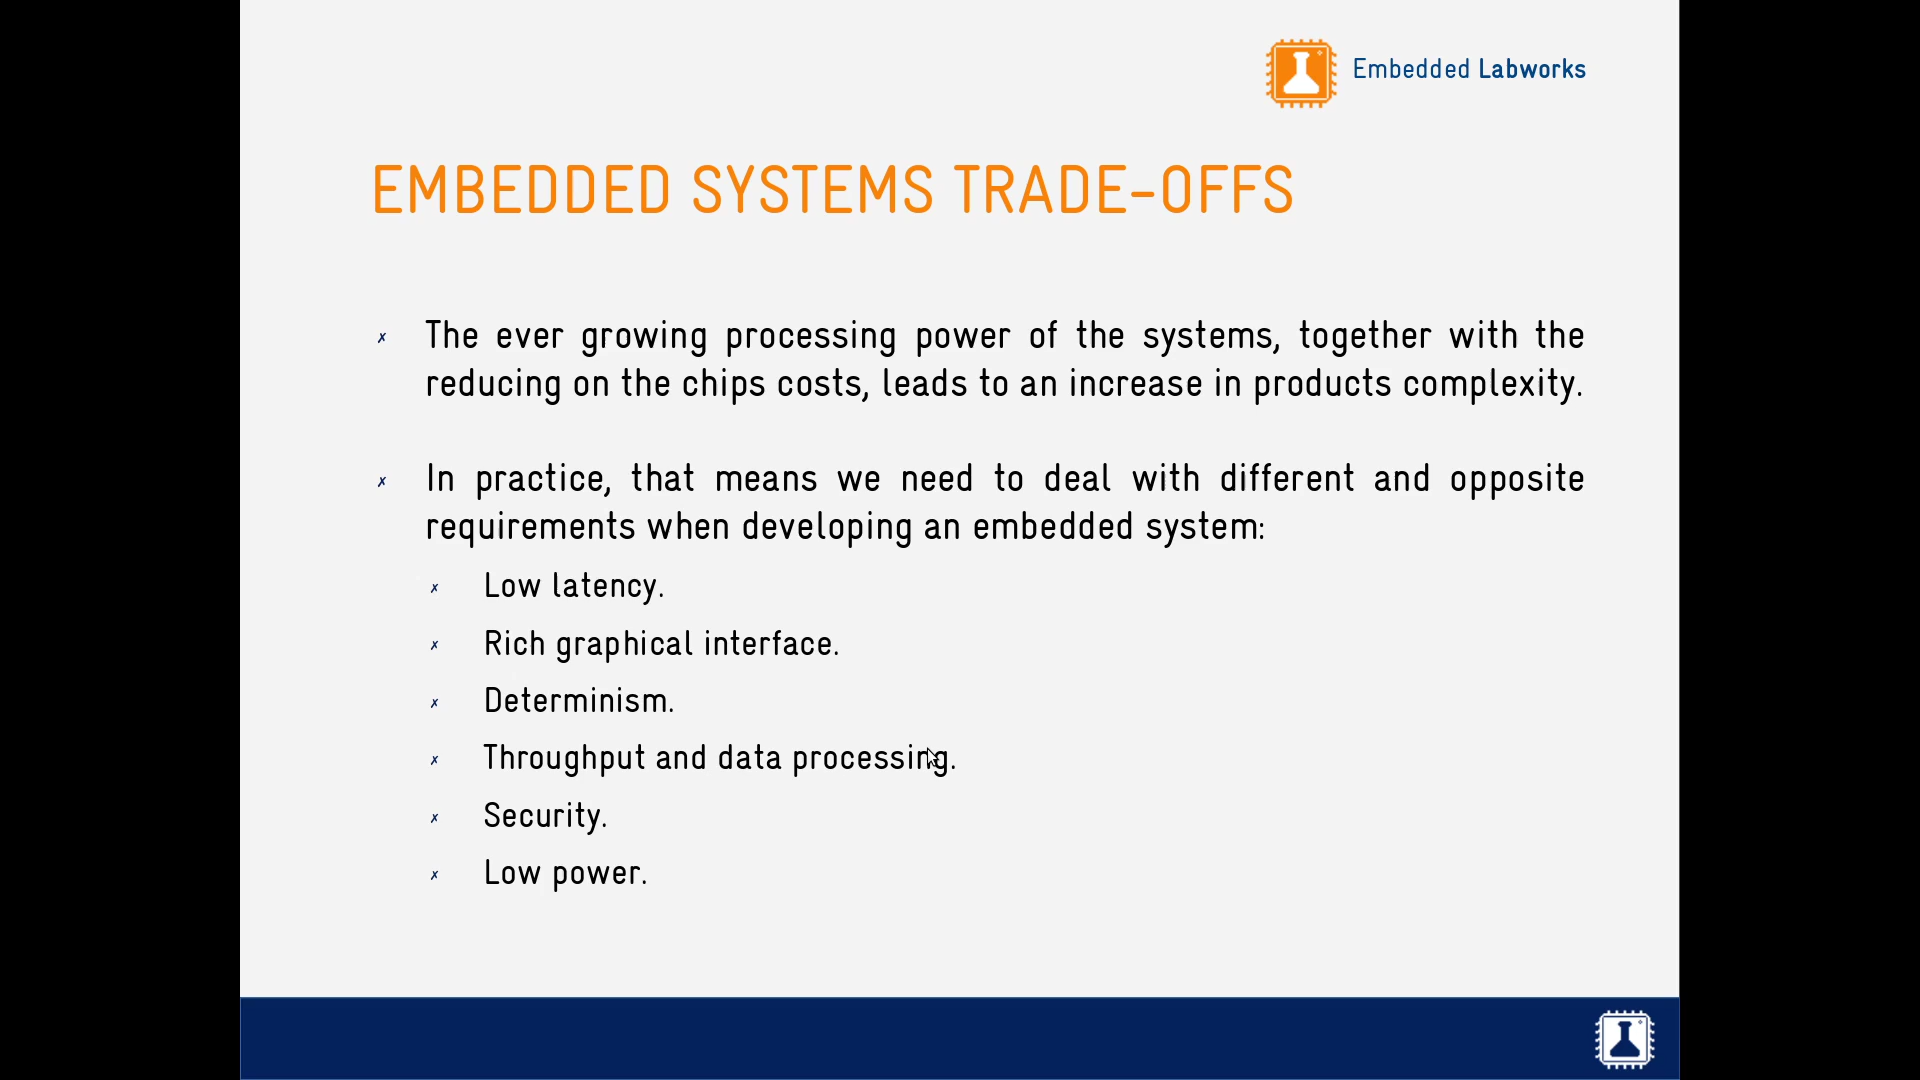 Embedded Labworks
EMBEDDED SYSTEMS TRADE-OFFS
✗ The ever growing processing power of the systems, together with the
reducing on the chips costs, leads to an increase in products complexity.
✗ In practice, that means we need to deal with different and opposite
requirements when developing an embedded system:
✗ Low latency.
✗ Rich graphical interface.
✗ Determinism.
✗ Throughput and data processing.
✗ Security.
✗ Low power.